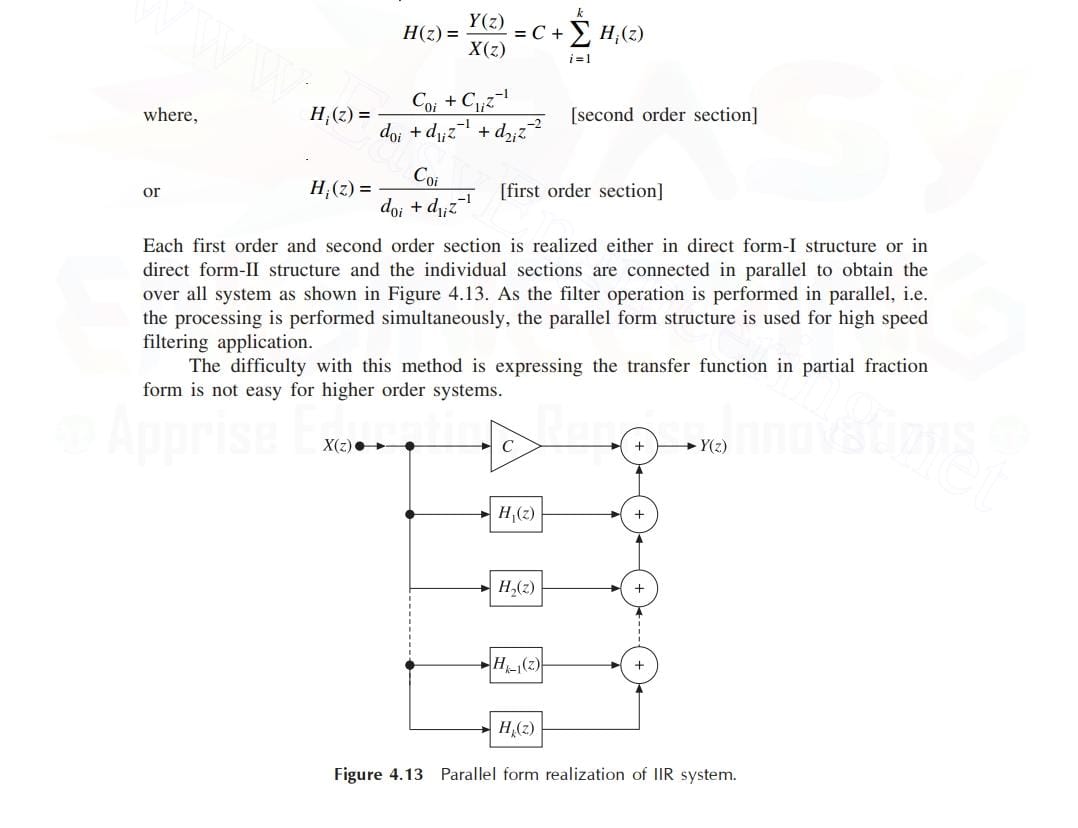 H(z) = Y(z)/X(z) = C + Σ_{i=1}^{k} H_i(z)
where, H_i(z) = (C_{0i} + C_{1i}z^{-1})/(d_{0i} + d_{1i}z^{-1} + d_{2i}z^{-2}) [second order section]
or H_i(z) = C_{0i}/(d_{0i} + d_{1i}z^{-1}) [first order section]
Each first order and second order section is realized either in direct form-I structure or in
direct form-II structure and the individual sections are connected in parallel to obtain the
over all system as shown in Figure 4.13. As the filter operation is performed in parallel, i.e.
the processing is performed simultaneously, the parallel form structure is used for high speed
filtering application.
The difficulty with this method is expressing the transfer function in partial fraction
form is not easy for higher order systems.
X(z) C + Y(z)
H_1(z) +
H_2(z) +
H_{k–1}(z) +
H_k(z)
Figure 4.13 Parallel form realization of IIR system.